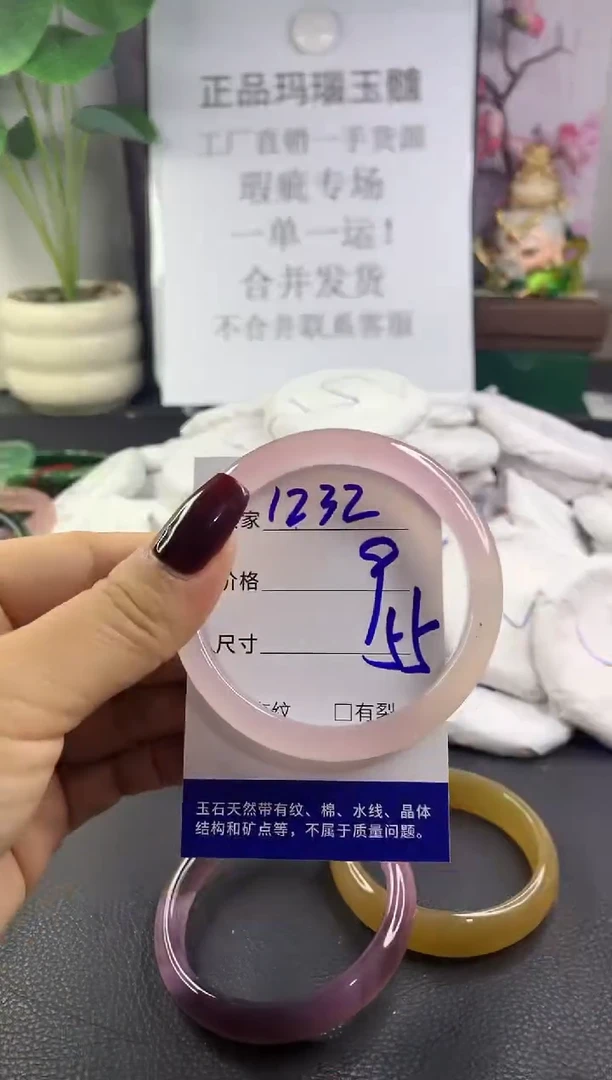 正品玛瑙玉髓
工厂直销一手货源
瑕疵专场
一单一运！
合并发货
不合并联系客服
家 1232
价格 9
尺寸 55
纹 □有裂
玉石天然带有纹、棉、水线、晶体
结构和矿点等，不属于质量问题。